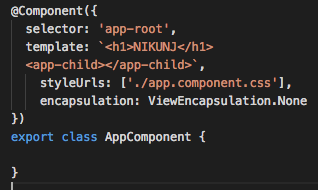 @Component({
  selector: 'app-root',
  template: `<h1>NIKUNJ</h1>
  <app-child></app-child>`,
    styleUrls: ['./app.component.css'],
    encapsulation: ViewEncapsulation.None
})
export class AppComponent {

}